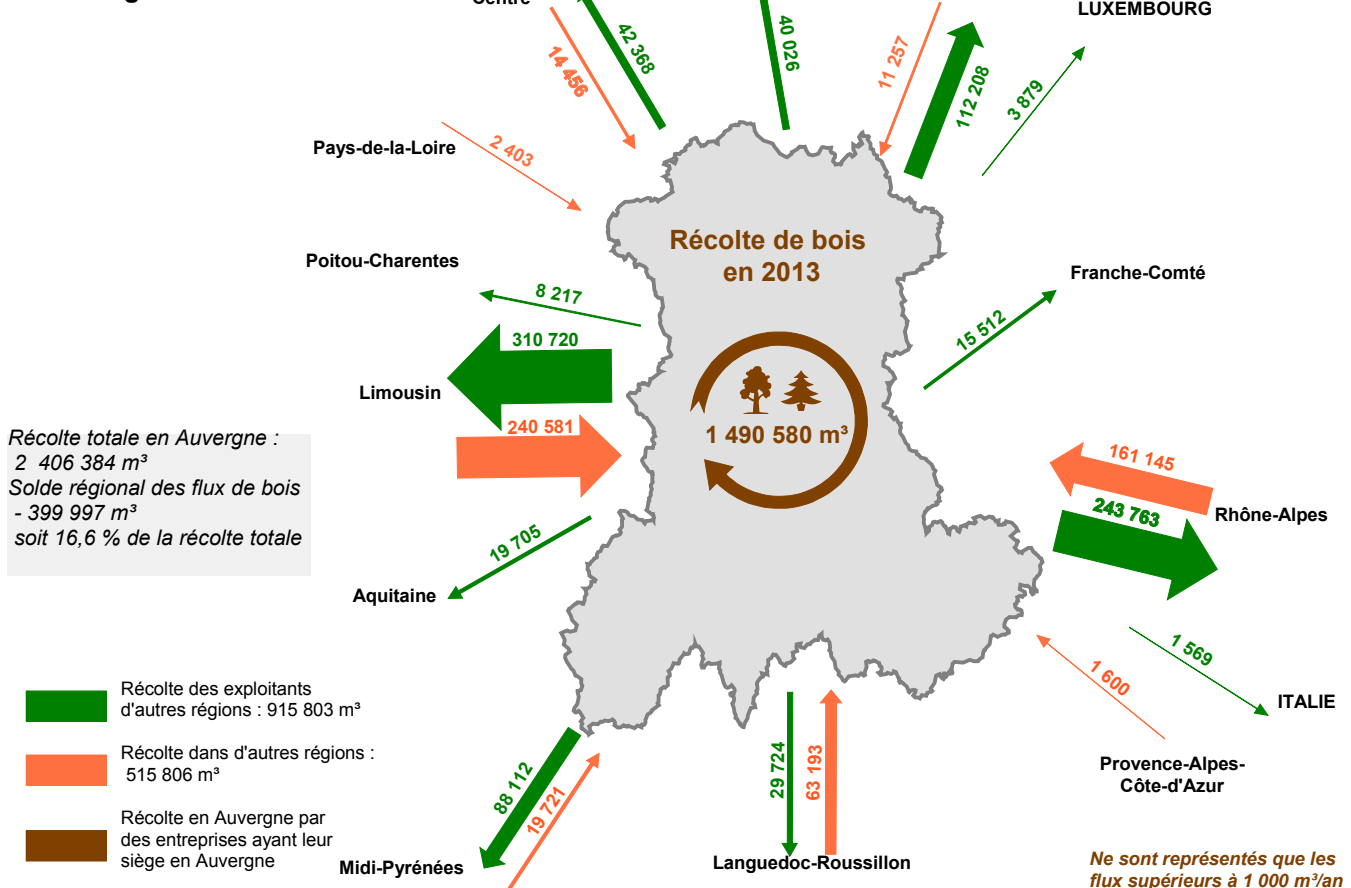 Centre
LUXEMBOURG
42 368
14 456
40 026
11 257
112 208
3 879
Pays-de-la-Loire
2 403
Récolte de bois
en 2013
Poitou-Charentes
8 217
Franche-Comté
15 512
310 720
Limousin
240 581
1 490 580 m³
Récolte totale en Auvergne :
2 406 384 m³
Solde régional des flux de bois
- 399 997 m³
soit 16,6 % de la récolte totale
161 145
243 763
Rhône-Alpes
19 705
Aquitaine
1 569
1 600
ITALIE
Récolte des exploitants
d'autres régions : 915 803 m³
Récolte dans d'autres régions :
515 806 m³
Récolte en Auvergne par
des entreprises ayant leur
siège en Auvergne
88 112
19 721
Midi-Pyrénées
29 724
63 193
Languedoc-Roussillon
Provence-Alpes-
Côte-d'Azur
Ne sont représentés que les
flux supérieurs à 1 000 m³/an